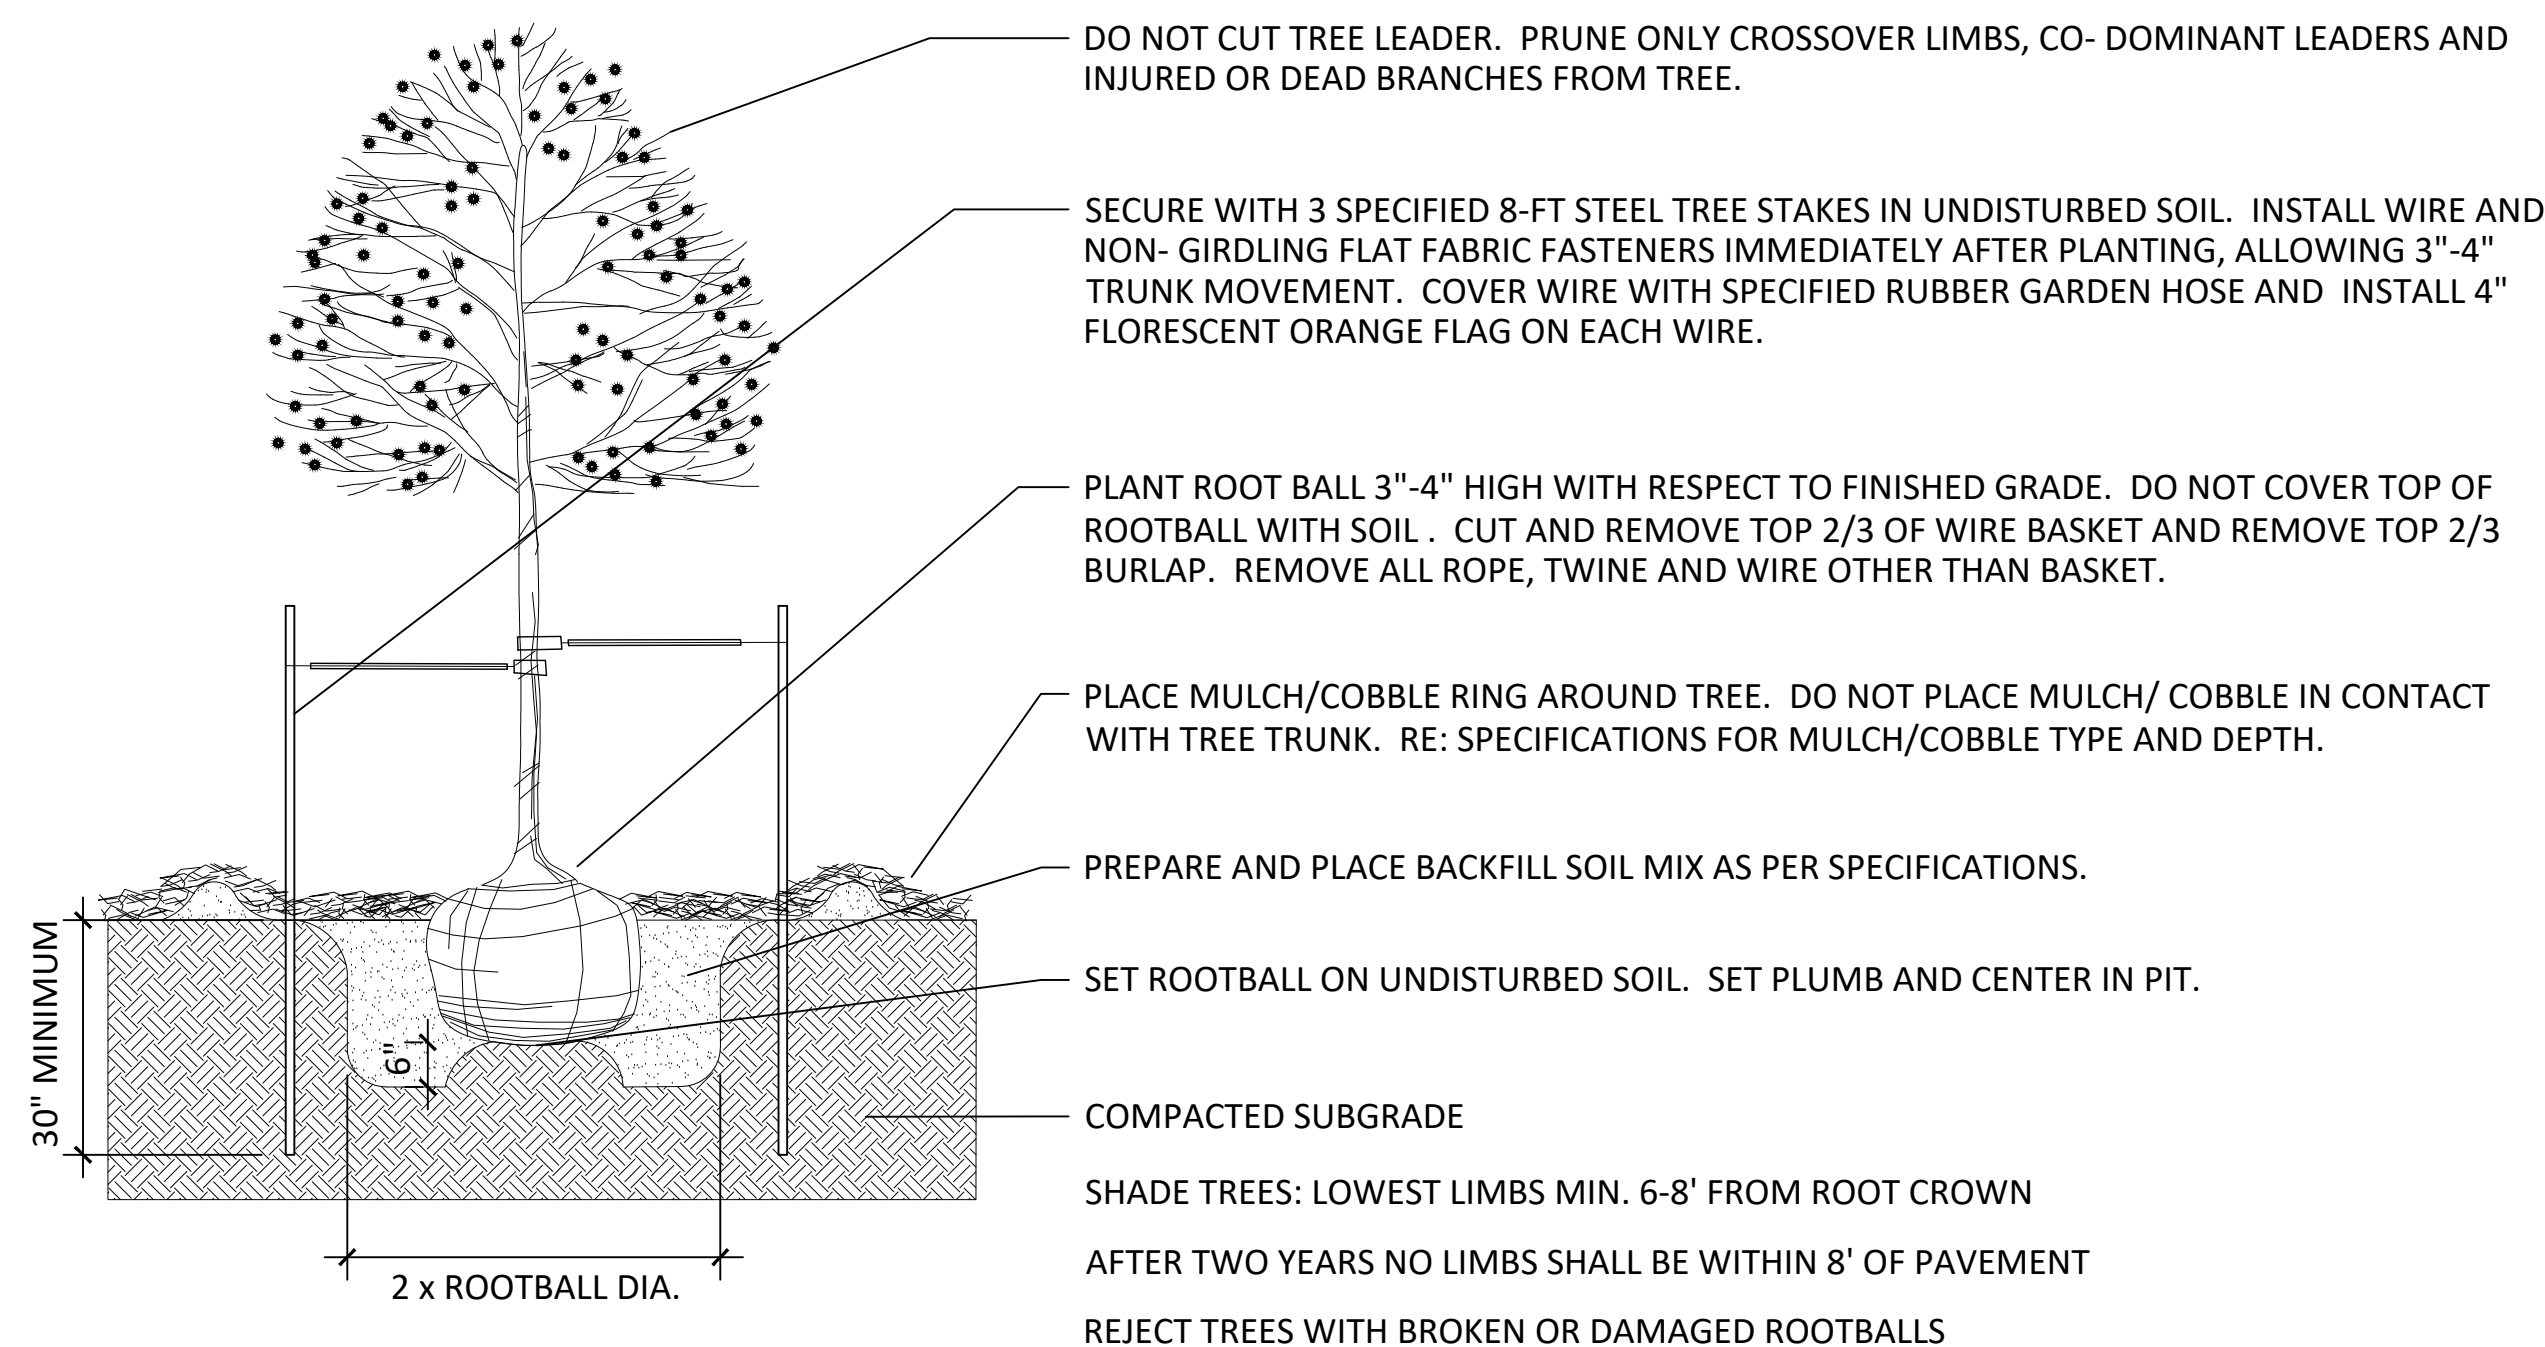 DO NOT CUT TREE LEADER.  PRUNE ONLY CROSSOVER LIMBS, CO- DOMINANT LEADERS AND
INJURED OR DEAD BRANCHES FROM TREE.
SECURE WITH 3 SPECIFIED 8-FT STEEL TREE STAKES IN UNDISTURBED SOIL.  INSTALL WIRE AND
NON- GIRDLING FLAT FABRIC FASTENERS IMMEDIATELY AFTER PLANTING, ALLOWING 3"-4"
TRUNK MOVEMENT.  COVER WIRE WITH SPECIFIED RUBBER GARDEN HOSE AND  INSTALL 4"
FLORESCENT ORANGE FLAG ON EACH WIRE.
PLANT ROOT BALL 3"-4" HIGH WITH RESPECT TO FINISHED GRADE.  DO NOT COVER TOP OF
ROOTBALL WITH SOIL .  CUT AND REMOVE TOP 2/3 OF WIRE BASKET AND REMOVE TOP 2/3
BURLAP.  REMOVE ALL ROPE, TWINE AND WIRE OTHER THAN BASKET.
PLACE MULCH/COBBLE RING AROUND TREE.  DO NOT PLACE MULCH/ COBBLE IN CONTACT
WITH TREE TRUNK.  RE: SPECIFICATIONS FOR MULCH/COBBLE TYPE AND DEPTH.
PREPARE AND PLACE BACKFILL SOIL MIX AS PER SPECIFICATIONS.
SET ROOTBALL ON UNDISTURBED SOIL.  SET PLUMB AND CENTER IN PIT.
COMPACTED SUBGRADE
SHADE TREES: LOWEST LIMBS MIN. 6-8' FROM ROOT CROWN
AFTER TWO YEARS NO LIMBS SHALL BE WITHIN 8' OF PAVEMENT
REJECT TREES WITH BROKEN OR DAMAGED ROOTBALLS
30" MINIMUM
6"
2 x ROOTBALL DIA.